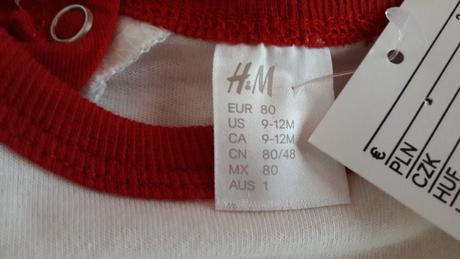 H&M
EUR 80
US 9-12M
CA 9-12M
CN 80/48
MX 80
AUS 1
€
PLN
CZK
HUF